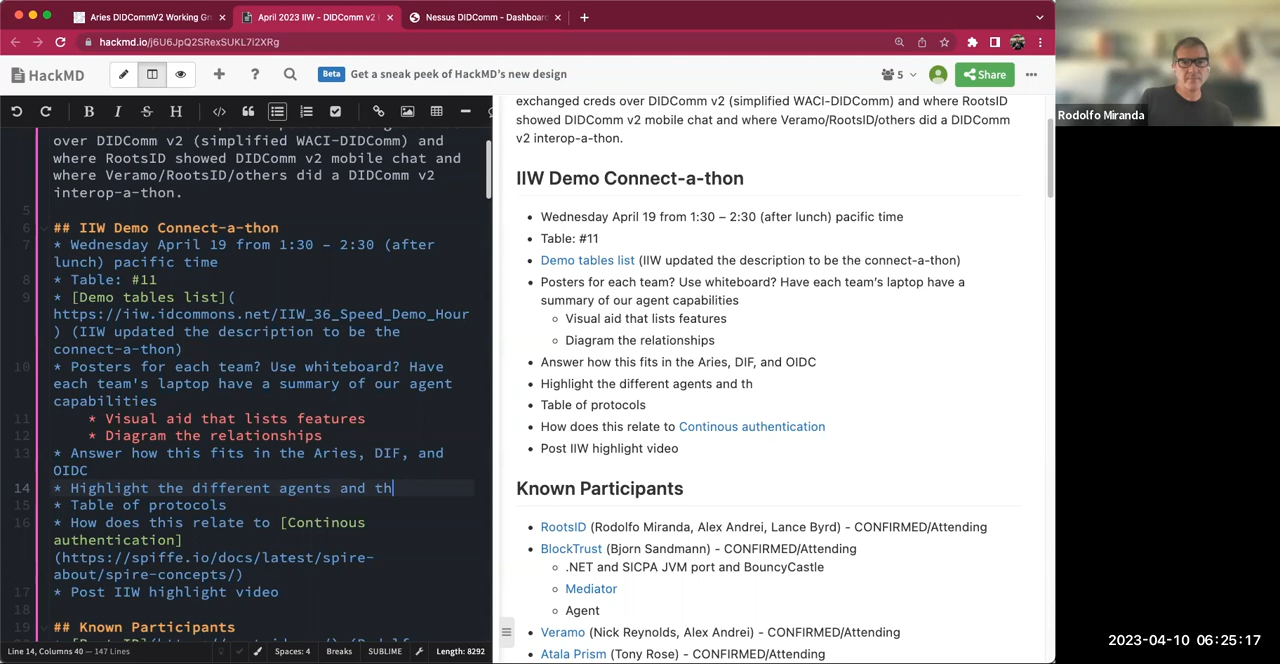 Aries DIDCommV2 Working Gr
April 2023 IIW - DIDComm v2
Nessus DIDComm - Dashboar
hackmd.io/j6U6JpQ2SRexSUKL7i2XRg
HackMD
Beta Get a sneak peek of HackMD's new design
5
Share
over DIDComm v2 (simplified WACI-DIDComm) and
where RootsID showed DIDComm v2 mobile chat and
where Veramo/RootsID/others did a DIDComm v2
interop-a-thon.
5
6 ## IIW Demo Connect-a-thon
7 * Wednesday April 19 from 1:30 – 2:30 (after
lunch) pacific time
8 * Table: #11
9 * [Demo tables list](
https://iiw.idcommons.net/IIW_36_Speed_Demo_Hour
) (IIW updated the description to be the
connect-a-thon)
10 * Posters for each team? Use whiteboard? Have
each team's laptop have a summary of our agent
capabilities
11 * Visual aid that lists features
12 * Diagram the relationships
13 * Answer how this fits in the Aries, DIF, and
OIDC
14 * Highlight the different agents and th
15 * Table of protocols
16 * How does this relate to [Continous
authentication]
(https://spiffe.io/docs/latest/spire-
about/spire-concepts/)
17 * Post IIW highlight video
18
19 ## Known Participants
Line 14, Columns 40 — 147 Lines
Spaces: 4
Breaks
SUBLIME
Length: 8292
exchanged creds over DIDComm v2 (simplified WACI-DIDComm) and where RootsID
showed DIDComm v2 mobile chat and where Veramo/RootsID/others did a DIDComm
v2 interop-a-thon.
IIW Demo Connect-a-thon
• Wednesday April 19 from 1:30 – 2:30 (after lunch) pacific time
• Table: #11
• Demo tables list (IIW updated the description to be the connect-a-thon)
• Posters for each team? Use whiteboard? Have each team's laptop have a
summary of our agent capabilities
◦ Visual aid that lists features
◦ Diagram the relationships
• Answer how this fits in the Aries, DIF, and OIDC
• Highlight the different agents and th
• Table of protocols
• How does this relate to Continous authentication
• Post IIW highlight video
Known Participants
• RootsID (Rodolfo Miranda, Alex Andrei, Lance Byrd) - CONFIRMED/Attending
• BlockTrust (Bjorn Sandmann) - CONFIRMED/Attending
◦ .NET and SICPA JVM port and BouncyCastle
◦ Mediator
◦ Agent
• Veramo (Nick Reynolds, Alex Andrei) - CONFIRMED/Attending
• Atala Prism (Tony Rose) - CONFIRMED/Attending
Rodolfo Miranda
2023-04-10 06:25:17